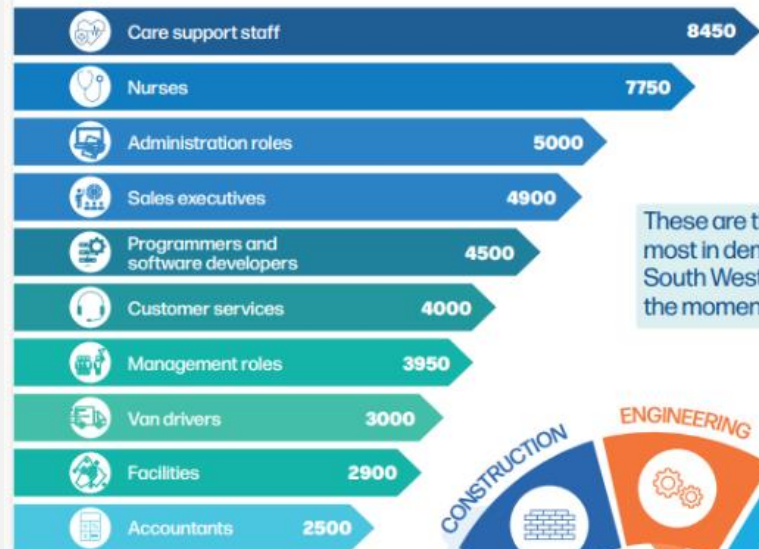 Care support staff 8450
Nurses 7750
Administration roles 5000
Sales executives 4900
Programmers and
software developers 4500
Customer services 4000
Management roles 3950
Van drivers 3000
Facilities 2900
Accountants 2500
These are
most in
South West
the
CONSTRUCTION
ENGINEERING